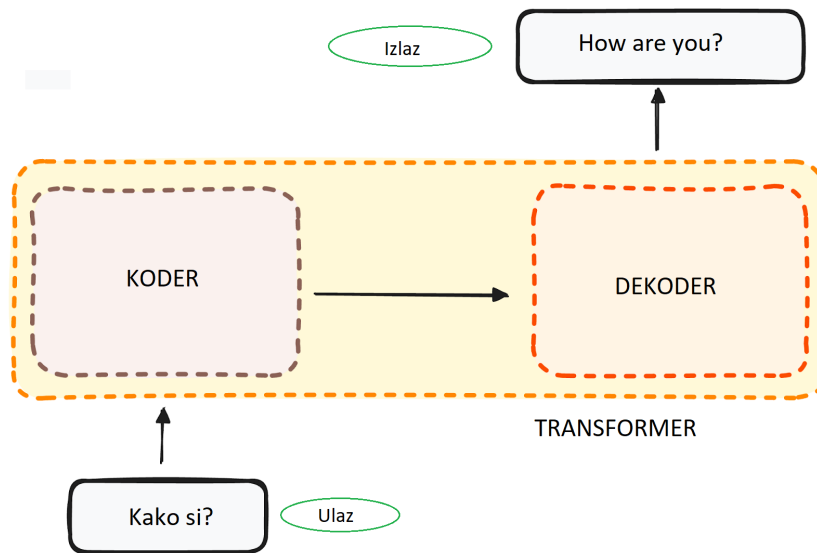 Izlaz
How are you?
KODER
DEKODER
TRANSFORMER
Kako si?
Ulaz